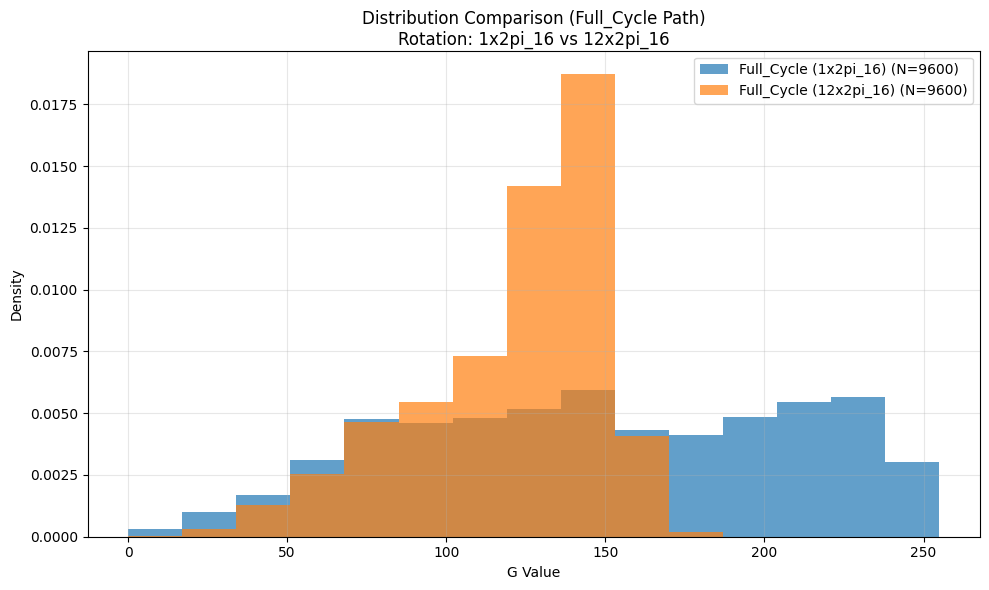 Distribution Comparison (Full_Cycle Path)
Rotation: 1x2pi_16 vs 12x2pi_16
Full_Cycle (1x2pi_16) (N=9600)
Full_Cycle (12x2pi_16) (N=9600)
Density
0.0175
0.0150
0.0125
0.0100
0.0075
0.0050
0.0025
0.0000
0 50 100 150 200 250
G Value